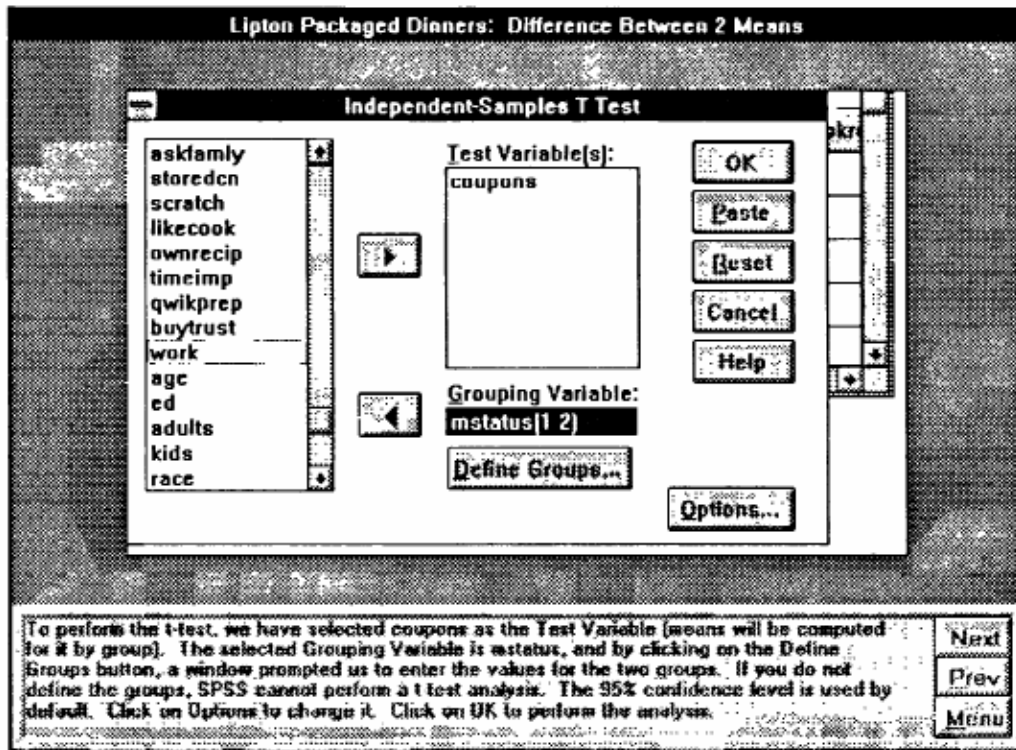 Lipton Packaged Dinners: Difference Between 2 Means
Independent-Samples T Test
askfamly
storedcn
scratch
likecook
ownrecip
timeimp
qwikprep
buytrust
work
age
ed
adults
kids
race
Test Variable(s):
coupons
Grouping Variable:
mstatus(1 2)
Define Groups...
OK
Paste
Reset
Cancel
Help
Options...
To perform the t-test, we have selected coupons as the Test Variable (means will be computed
for it by group). The selected Grouping Variable is mstatus, and by clicking on the Define
Groups button, a window prompted us to enter the values for the two groups. If you do not
define the groups, SPSS cannot perform a t test analysis. The 95% confidence level is used by
default. Click on Options to change it. Click on OK to perform the analysis.
Next
Prev
Menu